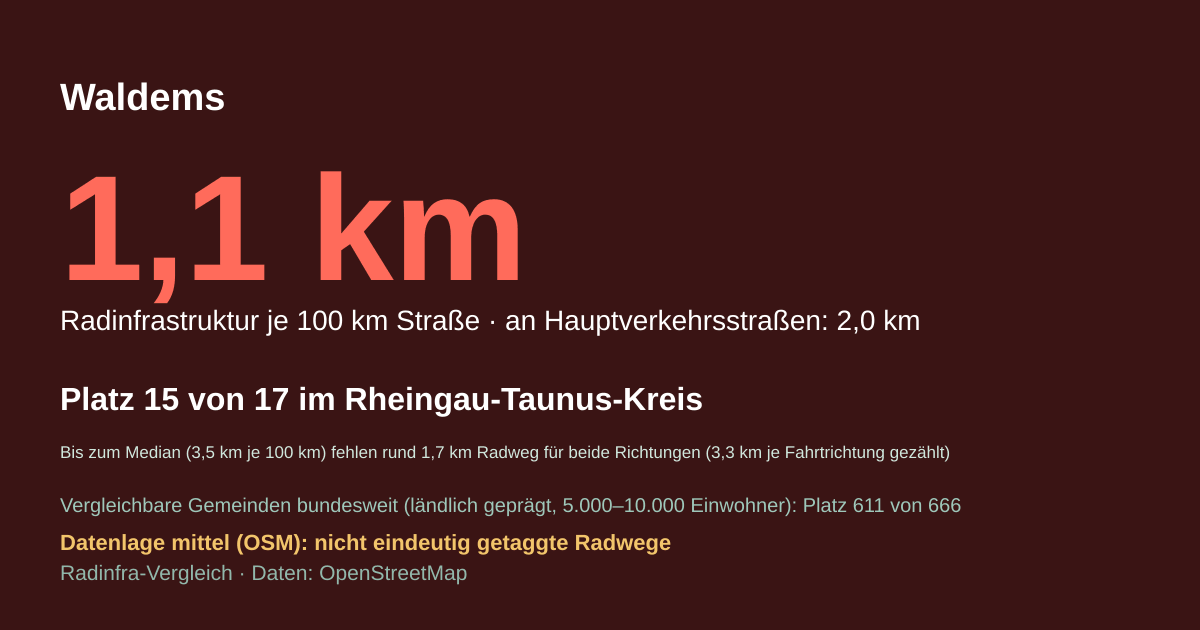 Waldems
1,1 km
Radinfrastruktur je 100 km Straße · an Hauptverkehrsstraßen: 2,0 km
Platz 15 von 17 im Rheingau-Taunus-Kreis
Bis zum Median (3,5 km je 100 km) fehlen rund 1,7 km Radweg für beide Richtungen (3,3 km je Fahrtrichtung gezählt)
Vergleichbare Gemeinden bundesweit (ländlich geprägt, 5.000–10.000 Einwohner): Platz 611 von 666
Datenlage mittel (OSM): nicht eindeutig getaggte Radwege
Radinfra-Vergleich · Daten: OpenStreetMap